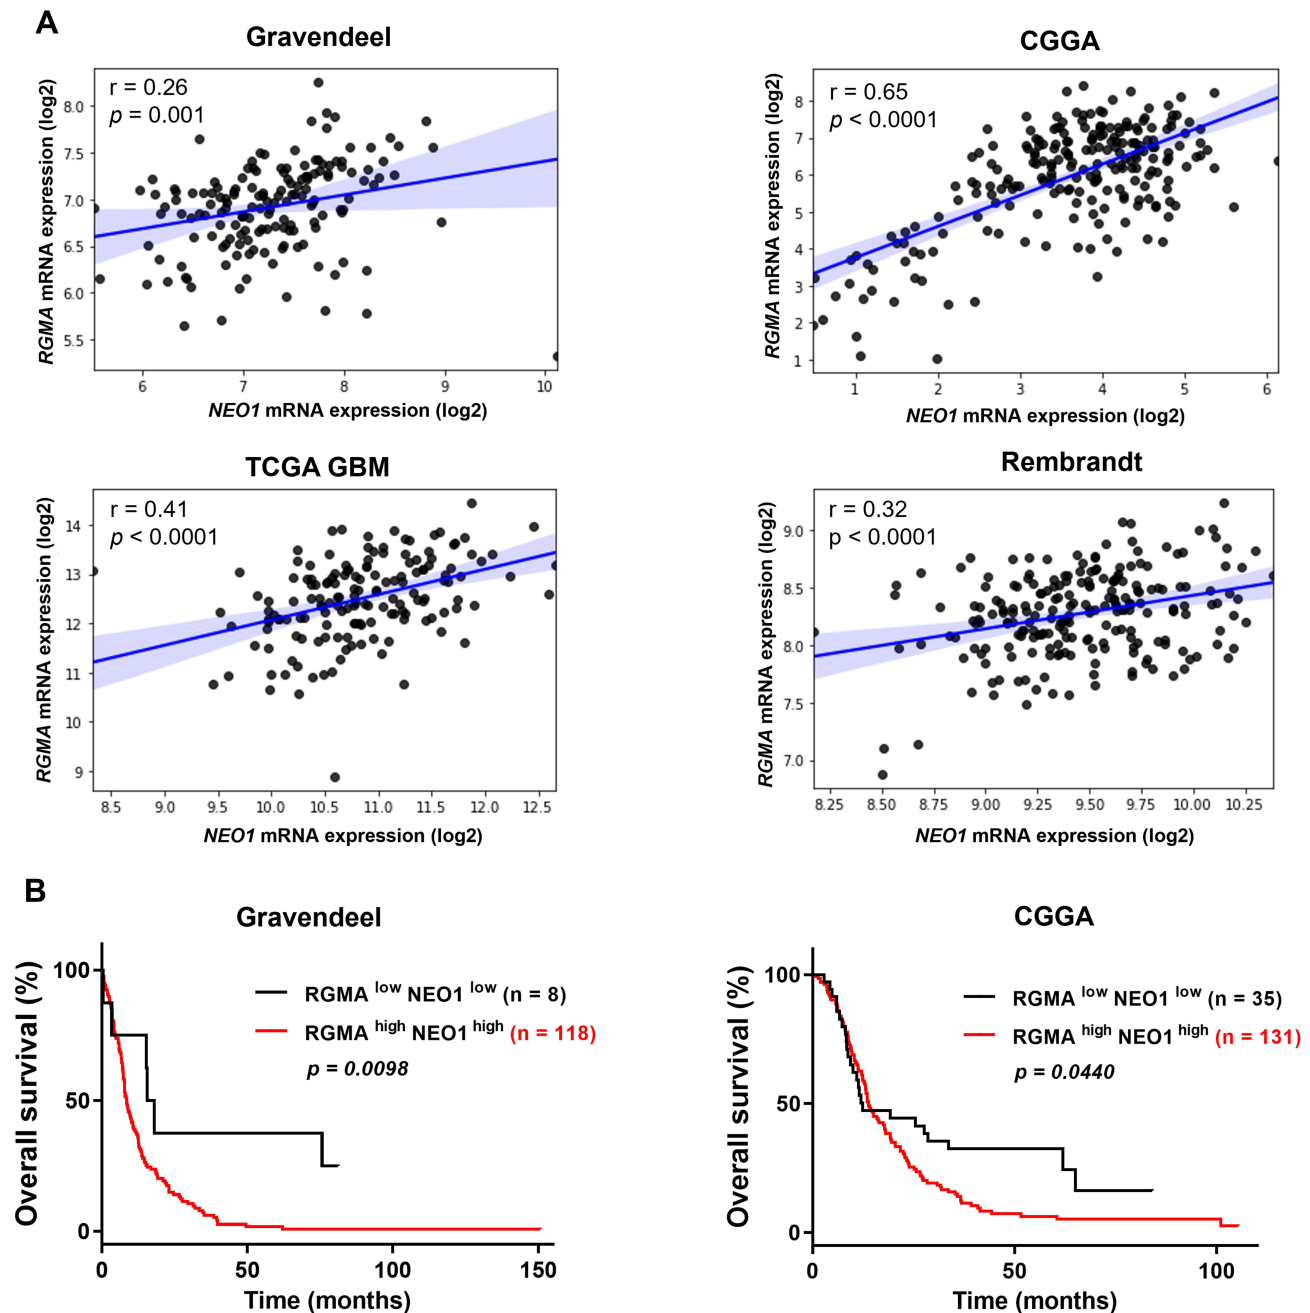 A
Gravendeel
r = 0.26
p = 0.001
8.0
7.5
7.0
6.5
6.0
5.5
6 7 8 9 10
RGMA mRNA expression (log2)
NEO1 mRNA expression (log2)
CGGA
r = 0.65
p < 0.0001
8
7
6
5
4
3
2
1
1 2 3 4 5 6
RGMA mRNA expression (log2)
NEO1 mRNA expression (log2)
TCGA GBM
r = 0.41
p < 0.0001
14
13
12
11
10
9
8.5 9.0 9.5 10.0 10.5 11.0 11.5 12.0 12.5
RGMA mRNA expression (log2)
NEO1 mRNA expression (log2)
Rembrandt
r = 0.32
p < 0.0001
9.0
8.5
8.0
7.5
7.0
8.25 8.50 8.75 9.00 9.25 9.50 9.75 10.00 10.25
RGMA mRNA expression (log2)
NEO1 mRNA expression (log2)
B
Gravendeel
RGMA low NEO1 low (n = 8)
RGMA high NEO1 high (n = 118)
p = 0.0098
100
50
0
0 50 100 150
Overall survival (%)
Time (months)
CGGA
RGMA low NEO1 low (n = 35)
RGMA high NEO1 high (n = 131)
p = 0.0440
100
50
0
0 50 100
Overall survival (%)
Time (months)